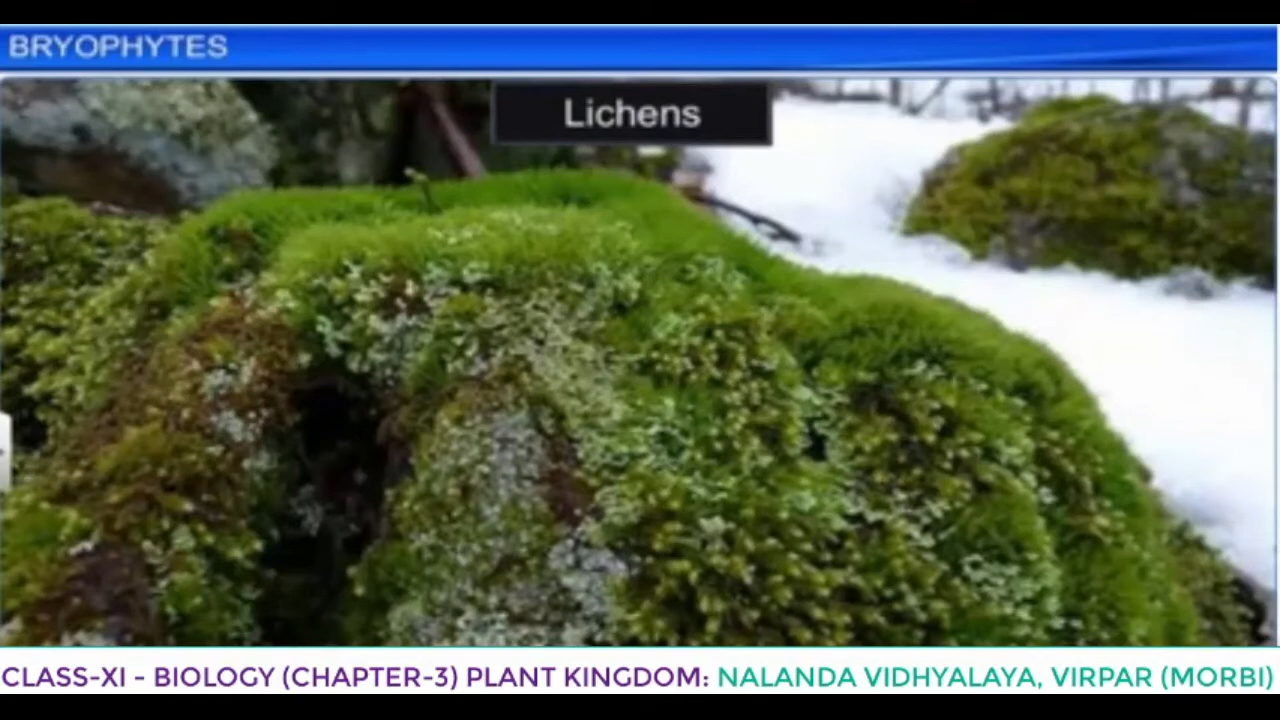 BRYOPHYTES
Lichens
CLASS-XI - BIOLOGY (CHAPTER-3) PLANT KINGDOM: NALANDA VIDHYALAYA, VIRPAR (MORBI)